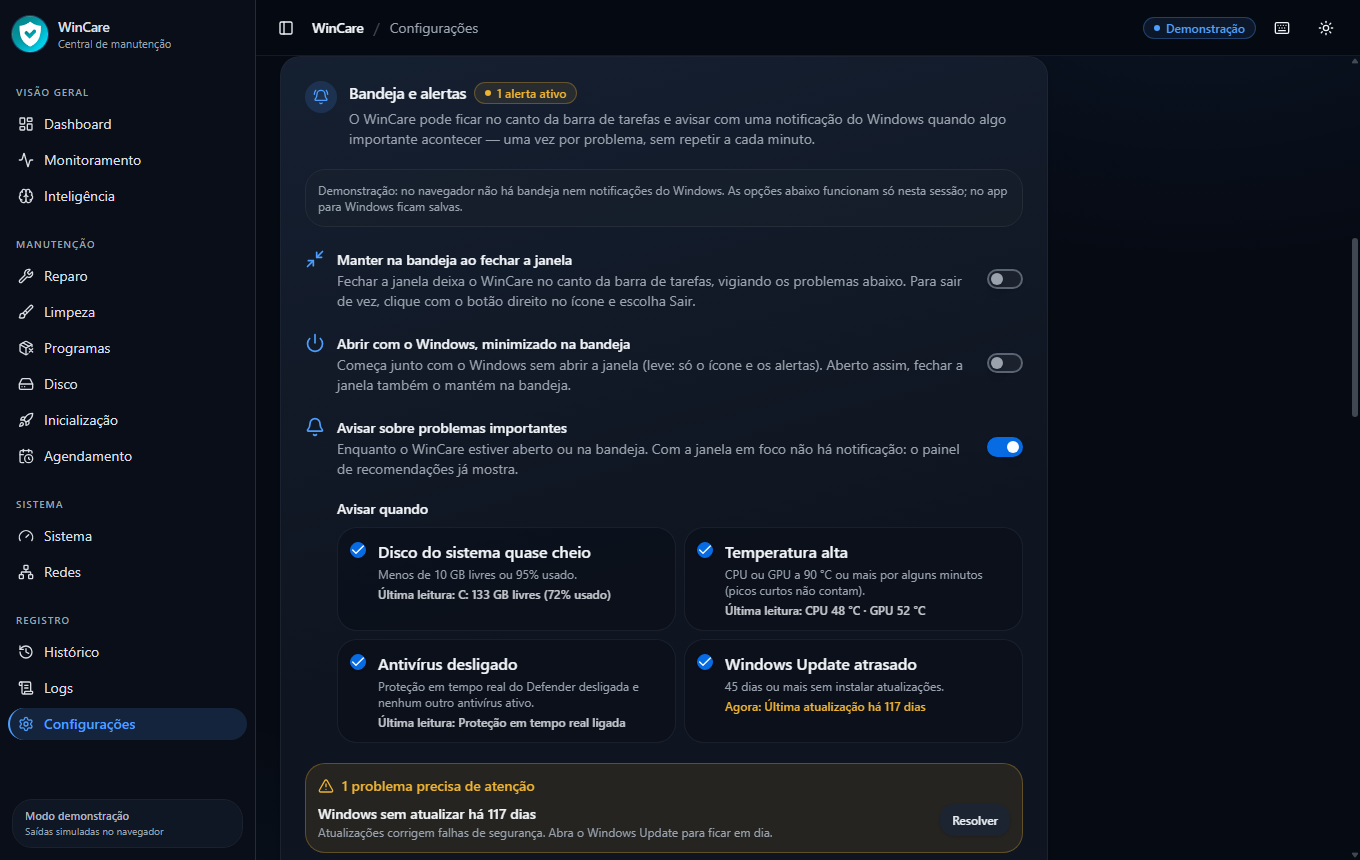 WinCare
Central de manutenção
VISÃO GERAL
Dashboard
Monitoramento
Inteligência
MANUTENÇÃO
Reparo
Limpeza
Programas
Disco
Inicialização
Agendamento
SISTEMA
Sistema
Redes
REGISTRO
Histórico
Logs
Configurações
Modo demonstração
Saídas simuladas no navegador
WinCare / Configurações
Demonstração
Bandeja e alertas
1 alerta ativo
O WinCare pode ficar no canto da barra de tarefas e avisar com uma notificação do Windows quando algo
importante acontecer — uma vez por problema, sem repetir a cada minuto.
Demonstração: no navegador não há bandeja nem notificações do Windows. As opções abaixo funcionam só nesta sessão; no app
para Windows ficam salvas.
Manter na bandeja ao fechar a janela
Fechar a janela deixa o WinCare no canto da barra de tarefas, vigiando os problemas abaixo. Para sair
de vez, clique com o botão direito no ícone e escolha Sair.
Abrir com o Windows, minimizado na bandeja
Começa junto com o Windows sem abrir a janela (leve: só o ícone e os alertas). Aberto assim, fechar a
janela também o mantém na bandeja.
Avisar sobre problemas importantes
Enquanto o WinCare estiver aberto ou na bandeja. Com a janela em foco não há notificação: o painel
de recomendações já mostra.
Avisar quando
Disco do sistema quase cheio
Menos de 10 GB livres ou 95% usado.
Última leitura: C: 133 GB livres (72% usado)
Temperatura alta
CPU ou GPU a 90 °C ou mais por alguns minutos
(picos curtos não contam).
Última leitura: CPU 48 °C · GPU 52 °C
Antivírus desligado
Proteção em tempo real do Defender desligada e
nenhum outro antivírus ativo.
Última leitura: Proteção em tempo real ligada
Windows Update atrasado
45 dias ou mais sem instalar atualizações.
Agora: Última atualização há 117 dias
1 problema precisa de atenção
Windows sem atualizar há 117 dias
Atualizações corrigem falhas de segurança. Abra o Windows Update para ficar em dia.
Resolver